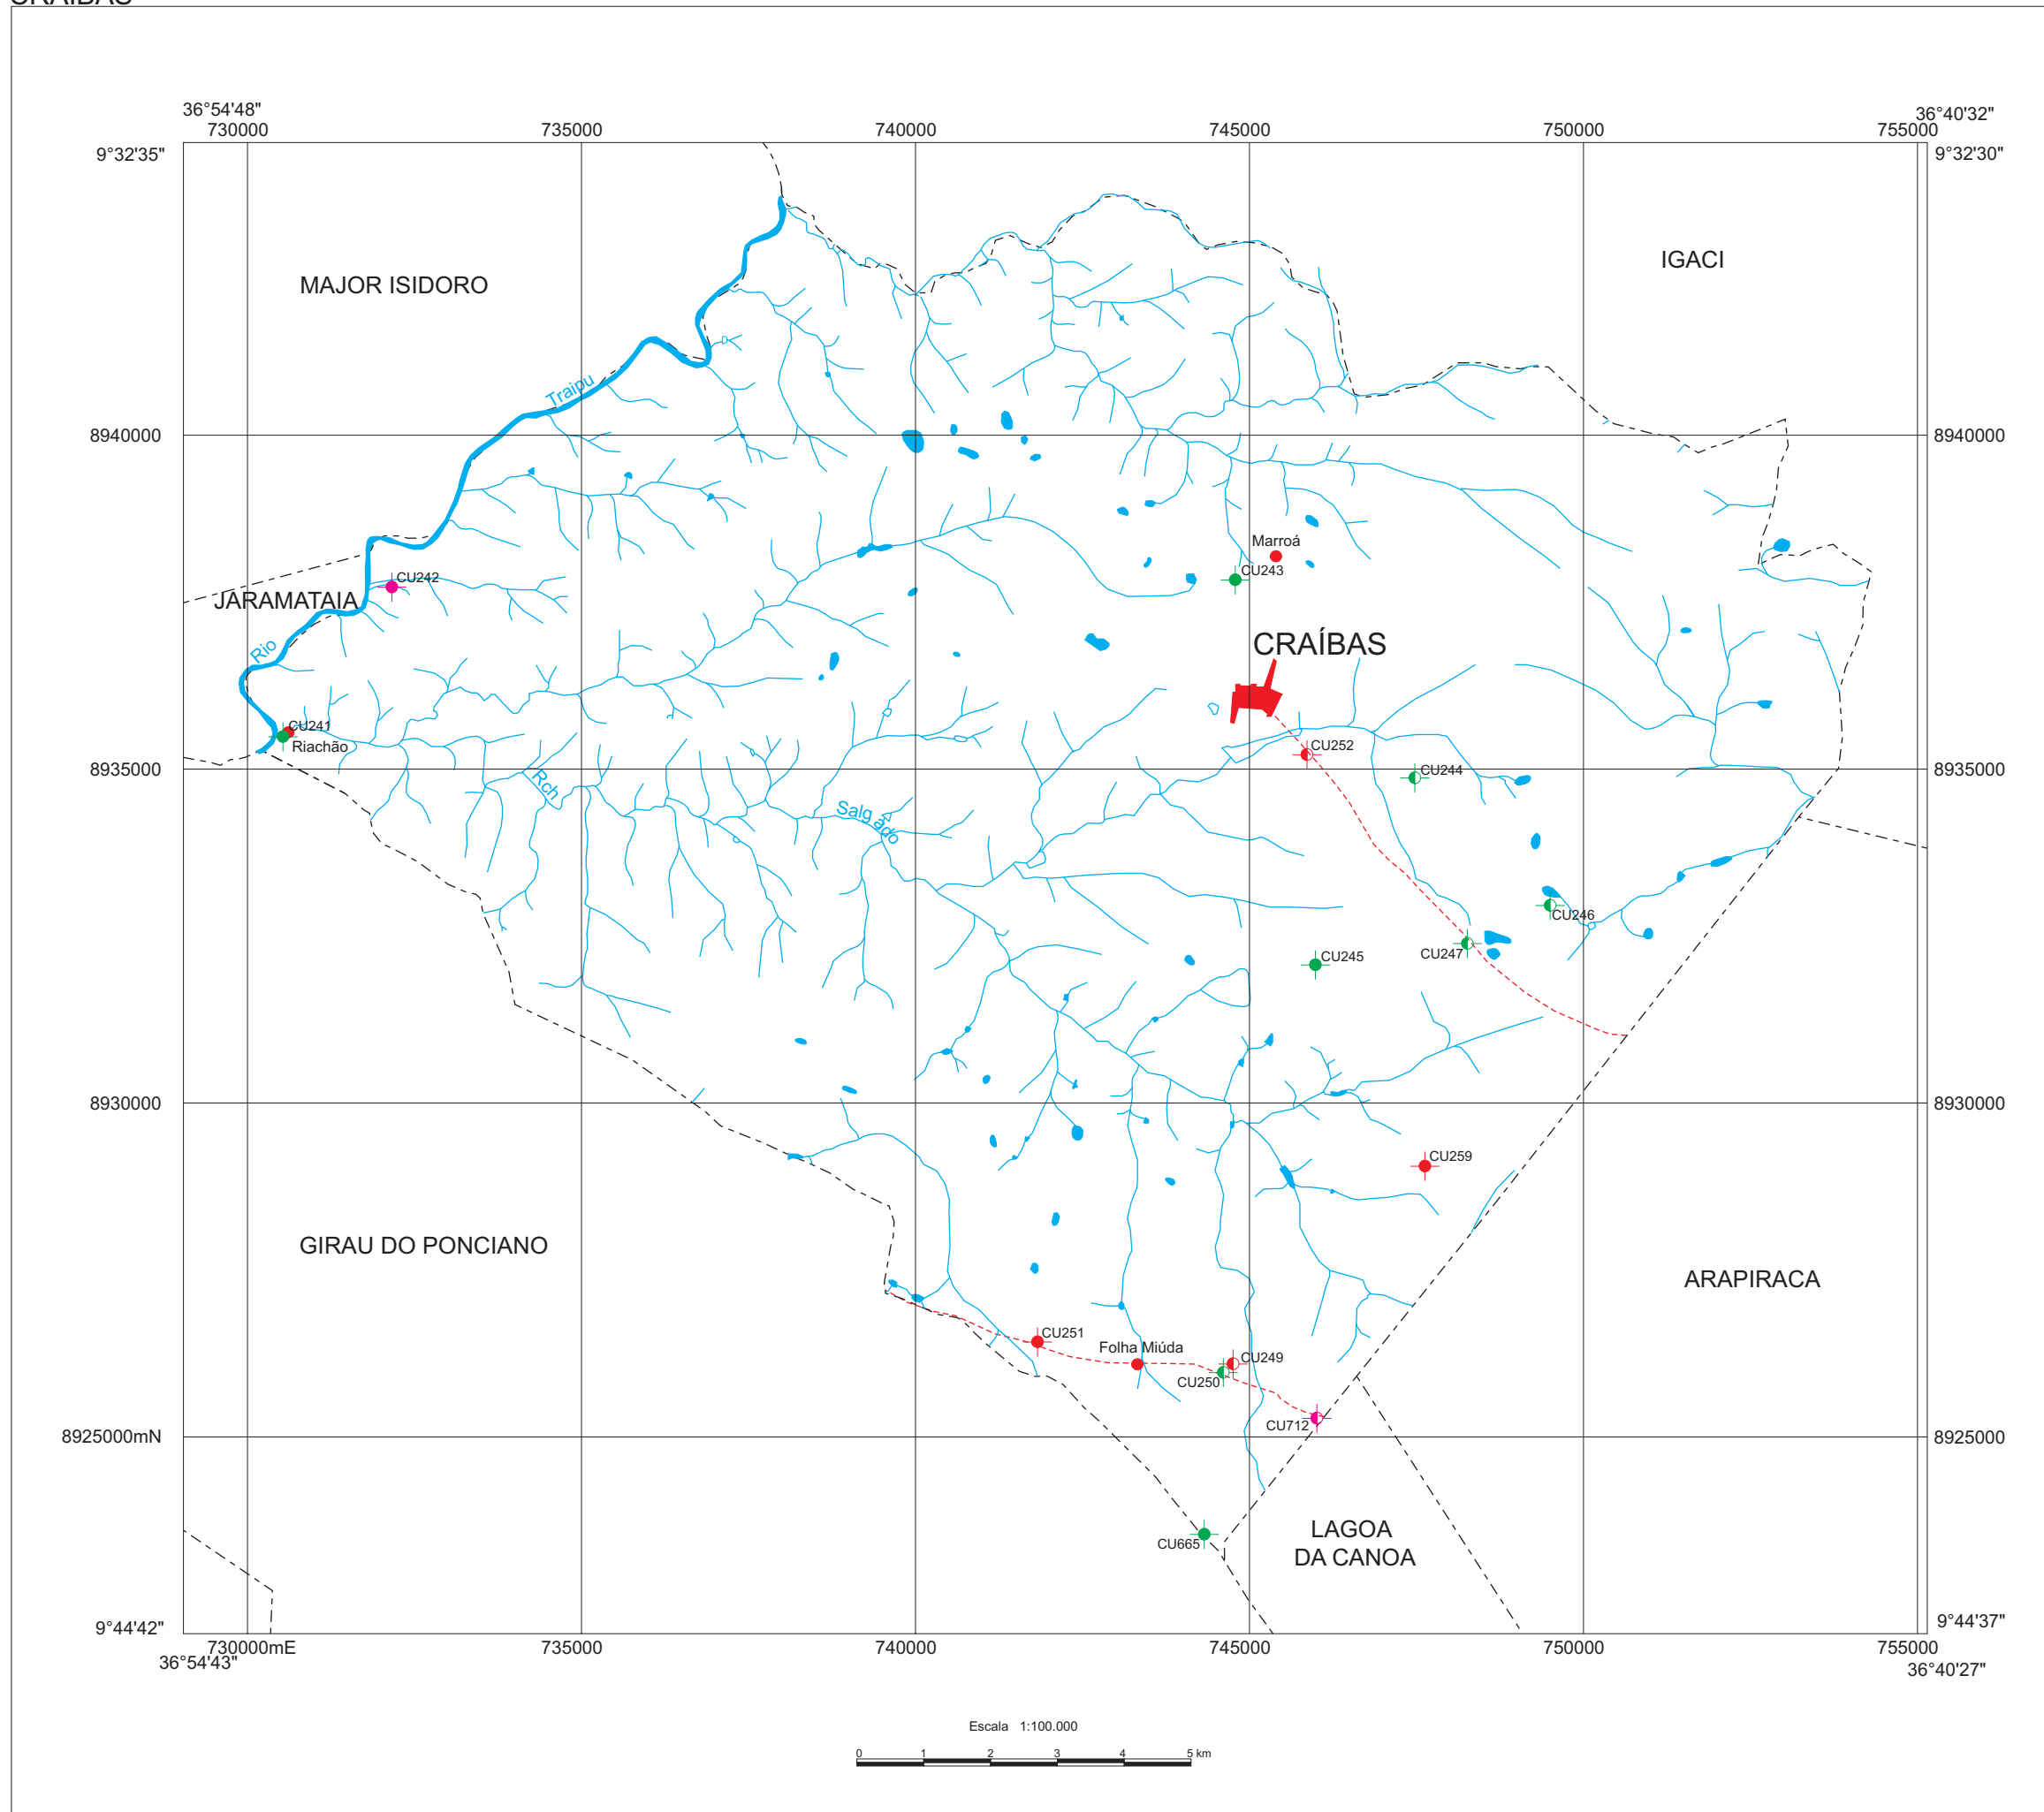 CRAÍBAS
36°54'48"
36°40'32"
730000
735000
740000
745000
750000
755000
9°32'35"
9°32'30"
IGACI
MAJOR ISIDORO
Traipu
8940000
8940000
Marroá
CU243
CU242
JARAMATAIA
Rio
CRAÍBAS
CU241
Riachão
CU252
CU244
8935000
8935000
Rch
Salg ado
CU246
CU247
CU245
8930000
8930000
CU259
GIRAU DO PONCIANO
ARAPIRACA
CU251
Folha Miúda
CU249
CU250
CU712
8925000mN
8925000
LAGOA
DA CANOA
CU665
9°44'42"
9°44'37"
730000mE
735000
740000
745000
750000
755000
36°54'43"
36°40'27"
Escala 1:100.000
0 1 2 3 4 5 km